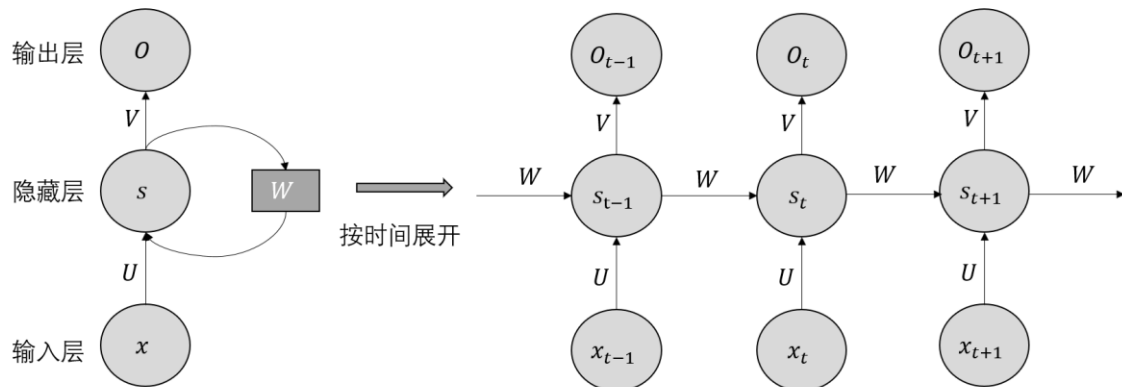 输出层 O O_{t−1} O_t O_{t+1}
V V V V
隐藏层 s W W s_{t−1} W s_t W s_{t+1} W
按时间展开
U U U U
输入层 x x_{t−1} x_t x_{t+1}